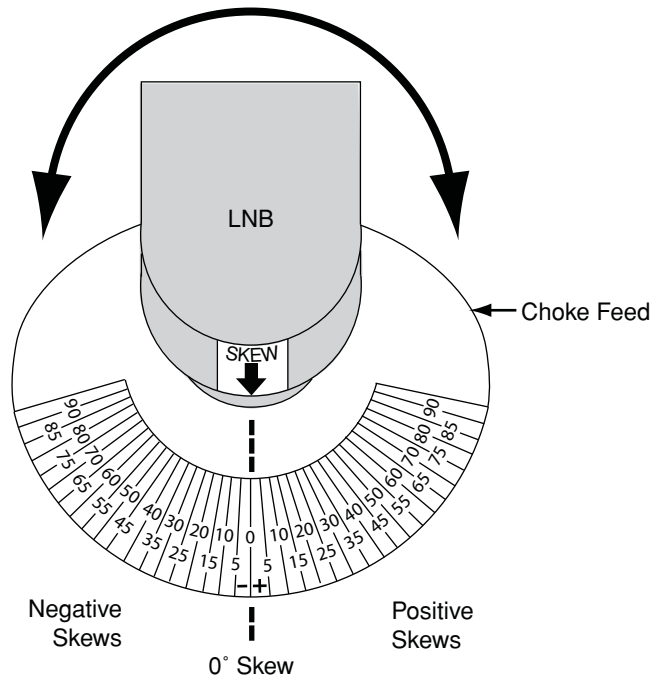 LNB
SKEW
Choke Feed
90 90
85 80 80 85
75 70 70 75
65 60 60 65
55 50 50 55
45 40 40 45
35 30 30 35
25 20 20 25
15 10 0 10 15
5 5
- +
Negative
Skews
Positive
Skews
0° Skew